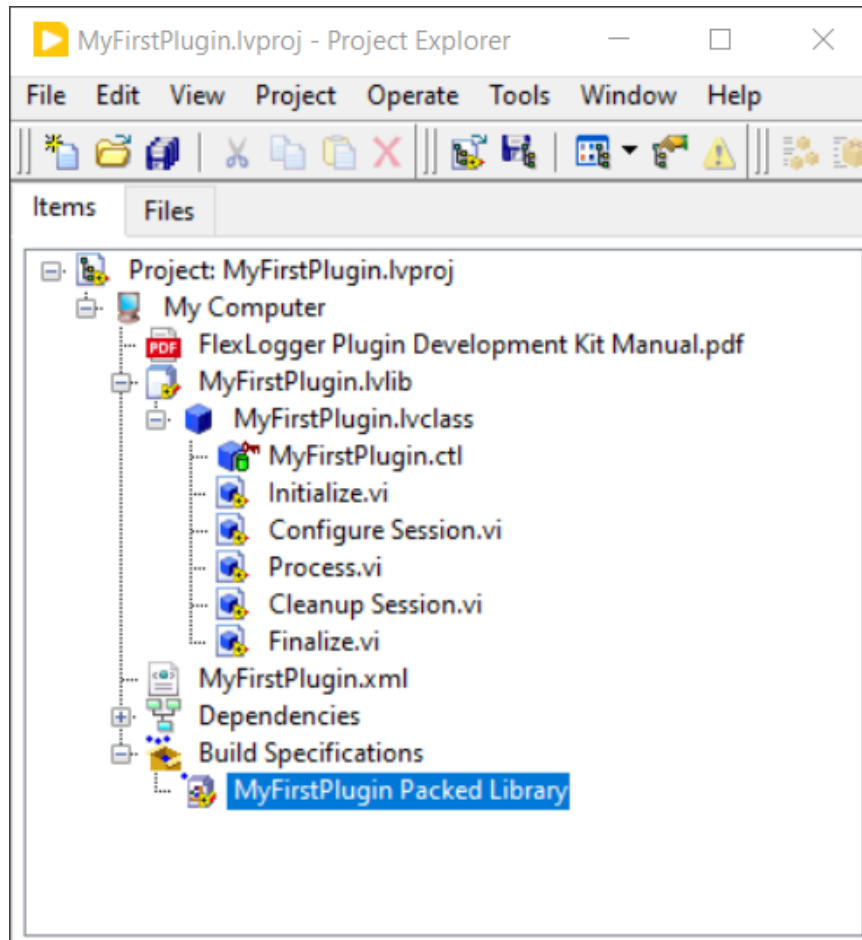 MyFirstPlugin.lvproj - Project Explorer
File Edit View Project Operate Tools Window Help
Items Files
Project: MyFirstPlugin.lvproj
My Computer
PDF FlexLogger Plugin Development Kit Manual.pdf
MyFirstPlugin.lvlib
MyFirstPlugin.lvclass
MyFirstPlugin.ctl
Initialize.vi
Configure Session.vi
Process.vi
Cleanup Session.vi
Finalize.vi
MyFirstPlugin.xml
Dependencies
Build Specifications
MyFirstPlugin Packed Library